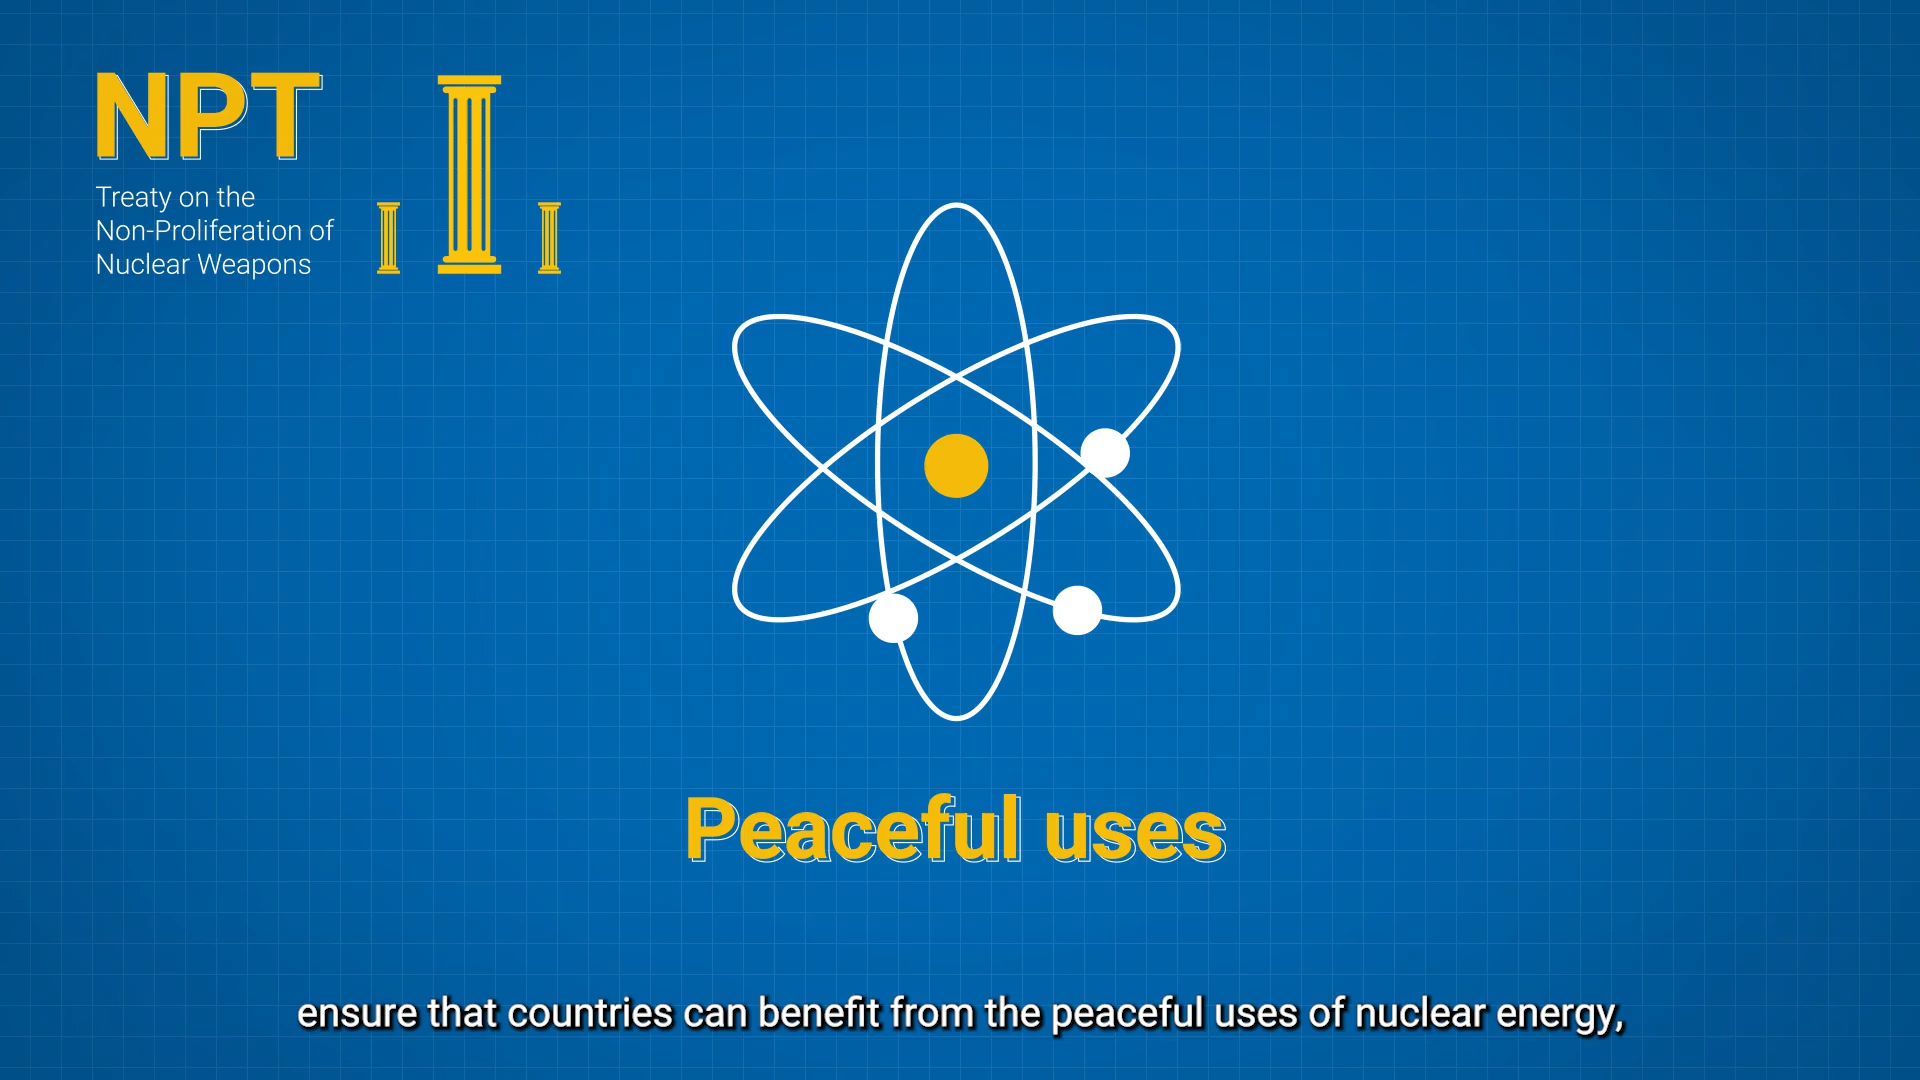 NPT
Treaty on the
Non-Proliferation of
Nuclear Weapons
Peaceful uses
ensure that countries can benefit from the peaceful uses of nuclear energy,